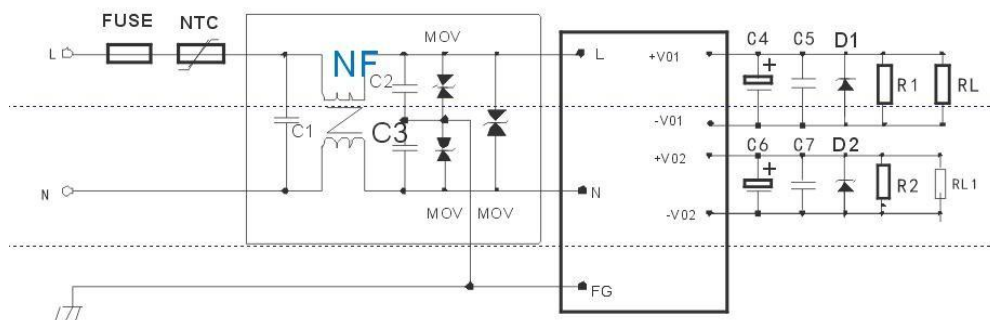 FUSE NTC
MOV
C4 C5 D1
L NF L +V01
C2 R1 RL
C1 C3
-V01
+V02 C6 C7 D2
N N R2 RL1
MOV MOV -V02
FG